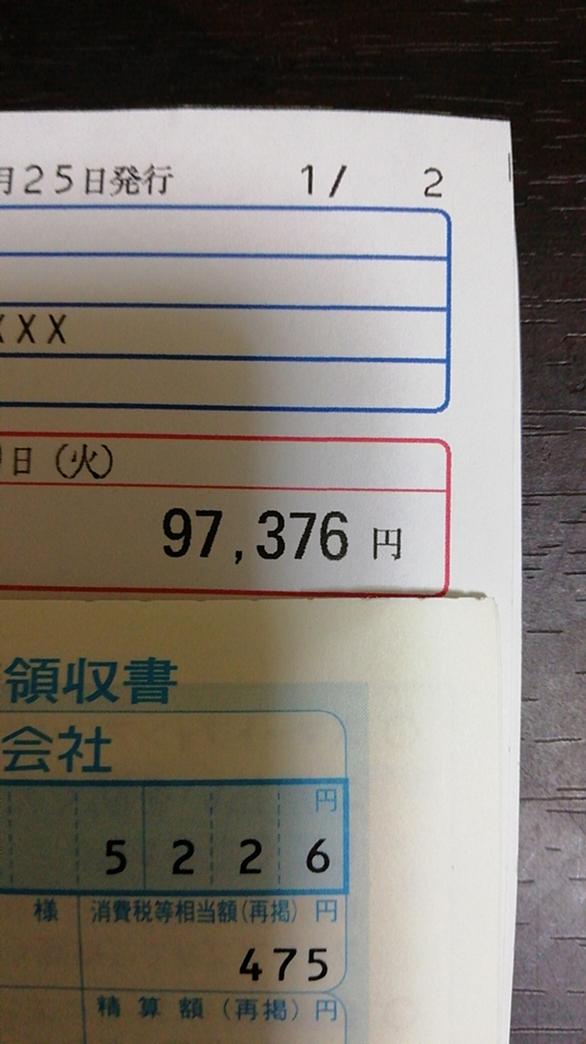 月25日発行 1/ 2
XXX
日 (火)
97,376 円
領収書
会社
円
5 2 2 6
様 消費税等相当額(再掲) 円
475
精算額(再掲)円